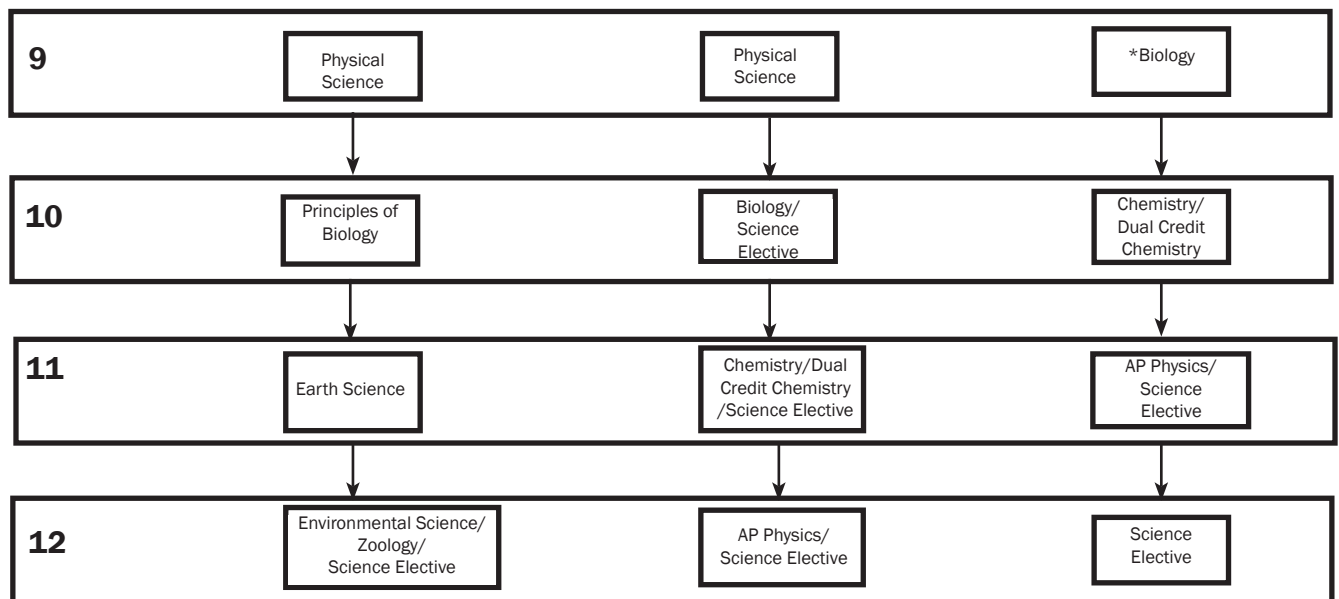 9
Physical
Science
Physical
Science
*Biology
10
Principles of
Biology
Biology/
Science
Elective
Chemistry/
Dual Credit
Chemistry
11
Earth Science
Chemistry/Dual
Credit Chemistry
/Science Elective
AP Physics/
Science
Elective
12
Environmental Science/
Zoology/
Science Elective
AP Physics/
Science Elective
Science
Elective